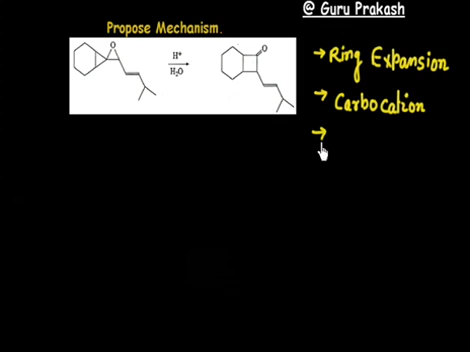 @ Guru Prakash
Propose Mechanism.
O
H+
H₂O
O
→ Ring Expansion
→ Carbocation
→